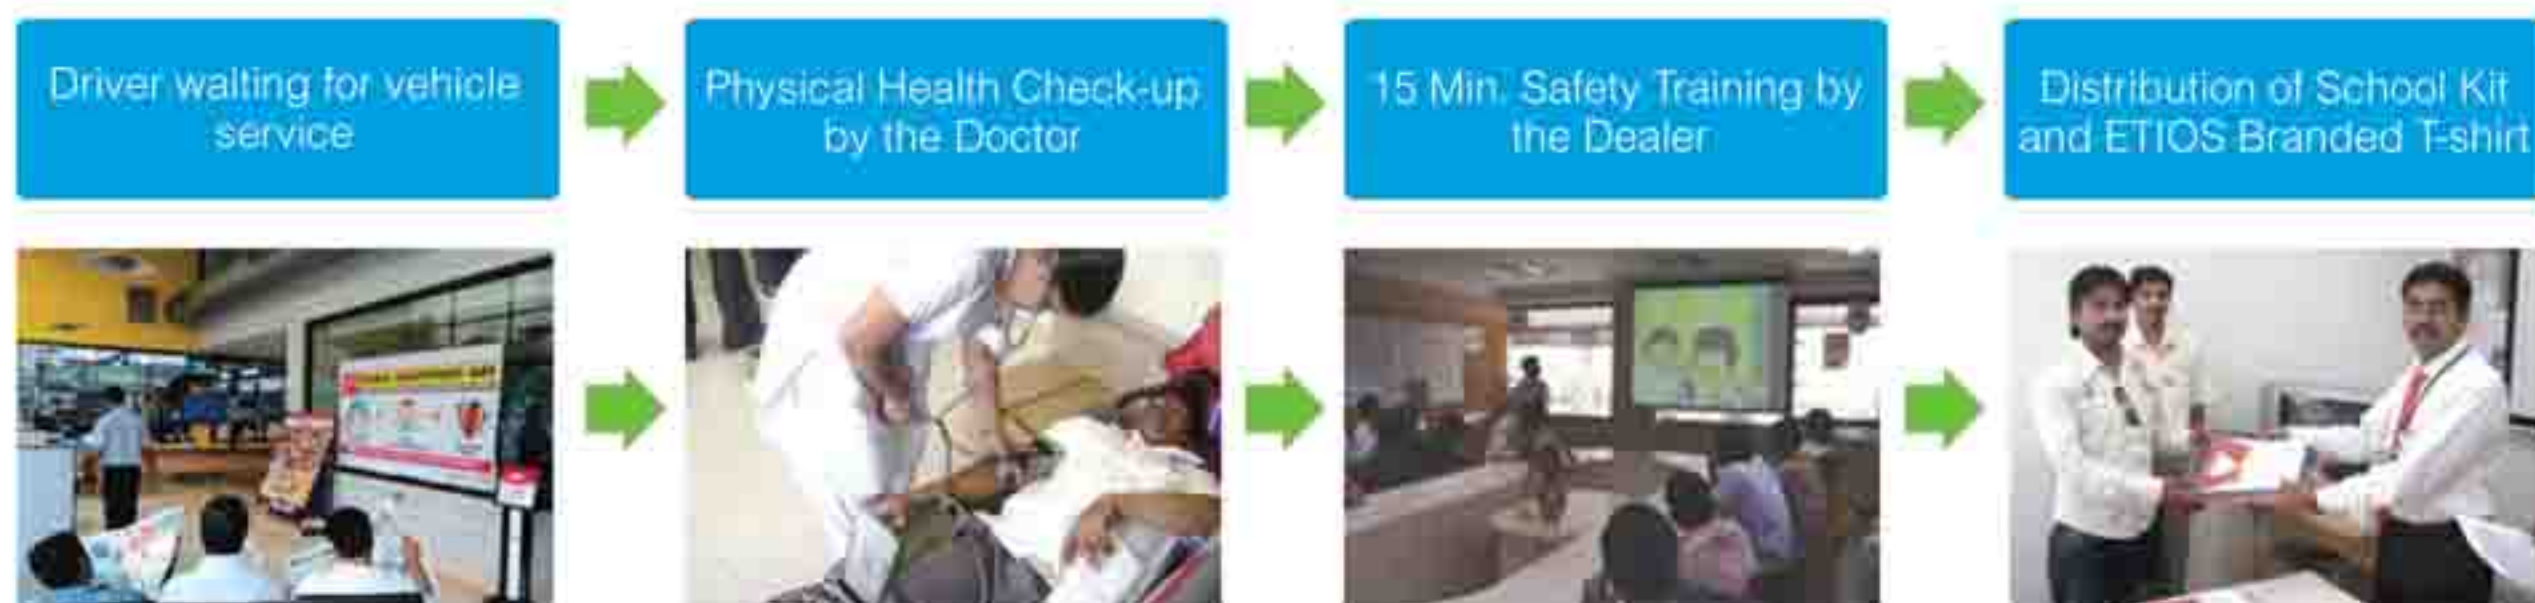 Driver waiting for vehicle
service
Physical Health Check-up
by the Doctor
15 Min. Safety Training by
the Dealer
Distribution of School Kit
and ETIOS Branded T-shirt